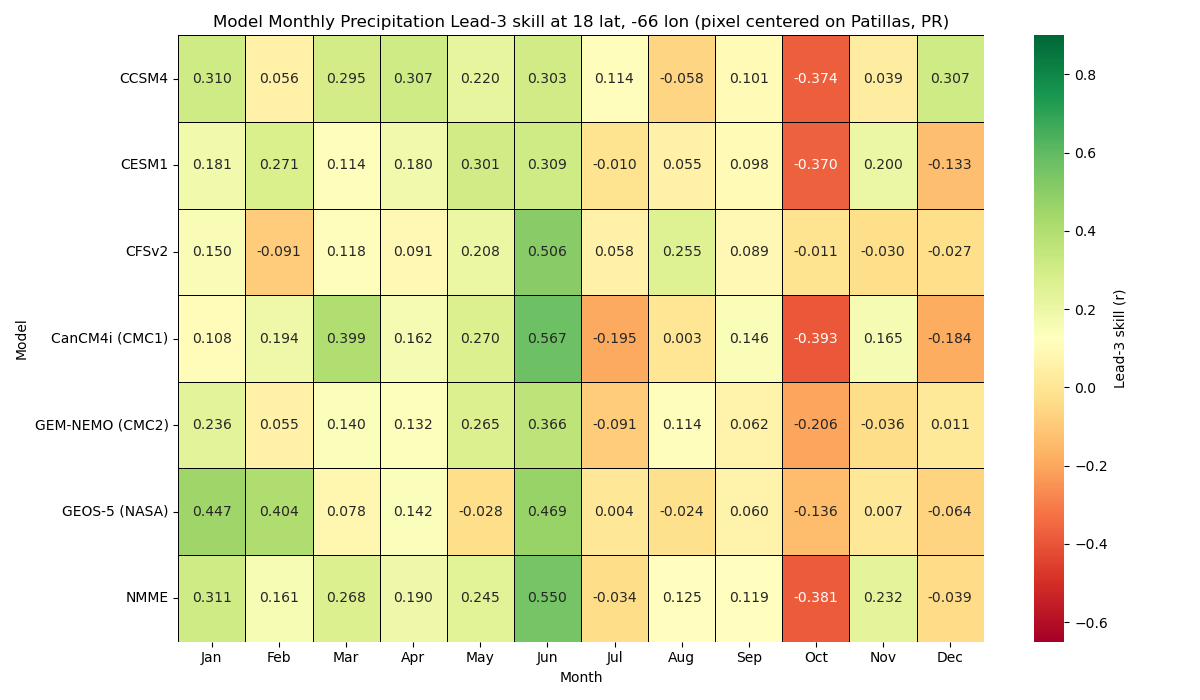 Model Monthly Precipitation Lead-3 skill at 18 lat, -66 lon (pixel centered on Patillas, PR)
CCSM4 0.310 0.056 0.295 0.307 0.220 0.303 0.114 -0.058 0.101 -0.374 0.039 0.307
CESM1 0.181 0.271 0.114 0.180 0.301 0.309 -0.010 0.055 0.098 -0.370 0.200 -0.133
CFSv2 0.150 -0.091 0.118 0.091 0.208 0.506 0.058 0.255 0.089 -0.011 -0.030 -0.027
CanCM4i (CMC1) 0.108 0.194 0.399 0.162 0.270 0.567 -0.195 0.003 0.146 -0.393 0.165 -0.184
GEM-NEMO (CMC2) 0.236 0.055 0.140 0.132 0.265 0.366 -0.091 0.114 0.062 -0.206 -0.036 0.011
GEOS-5 (NASA) 0.447 0.404 0.078 0.142 -0.028 0.469 0.004 -0.024 0.060 -0.136 0.007 -0.064
NMME 0.311 0.161 0.268 0.190 0.245 0.550 -0.034 0.125 0.119 -0.381 0.232 -0.039
Jan Feb Mar Apr May Jun Jul Aug Sep Oct Nov Dec
Month
Model
0.8
0.6
0.4
0.2
0.0
−0.2
−0.4
−0.6
Lead-3 skill (r)